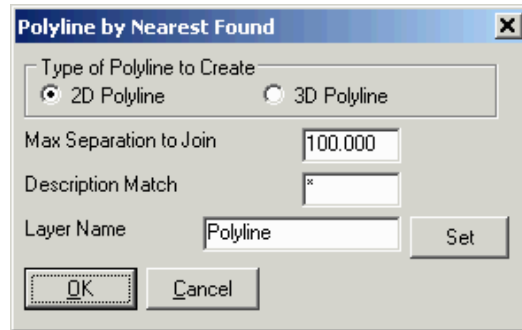 Polyline by Nearest Found
Type of Polyline to Create
2D Polyline 3D Polyline
Max Separation to Join 100.000
Description Match *
Layer Name Polyline Set
OK Cancel